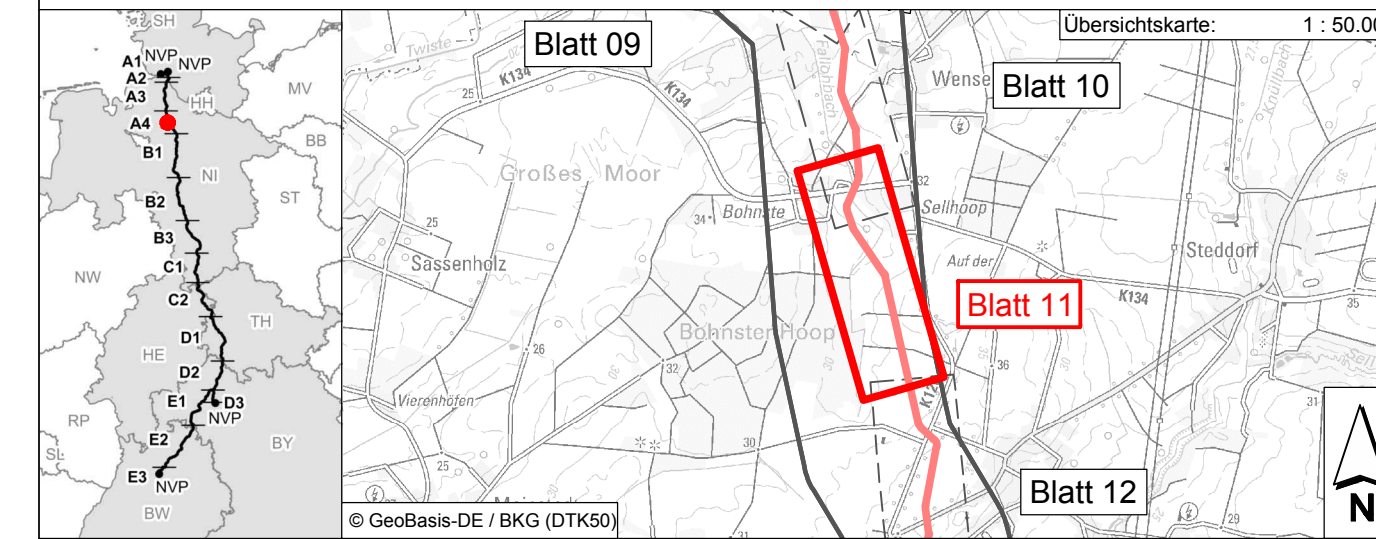 SH
A1 NVP NVP
A2
A3
HH
MV
A4
BB
B1
NI
ST
B2
B3
NW
C1
C2
TH
D1
HE
D2
E1
D3
NVP
RP
E2
BY
SL
E3
NVP
BW
Übersichtskarte: 1 : 50.00
Blatt 09
Twiste
K134
25
K134
Fallohbach
Wense
Blatt 10
Knüllbach
Großes Moor
32
25
34
Bohnste
Sellhoop
Sassenholz
Auf der
Steddorf
K134
Blatt 11
35
Bohnster Hoop
26
30
32
36
Vierenhöfen
31
30
25
Blatt 12
29
31
N
© GeoBasis-DE / BKG (DTK50)